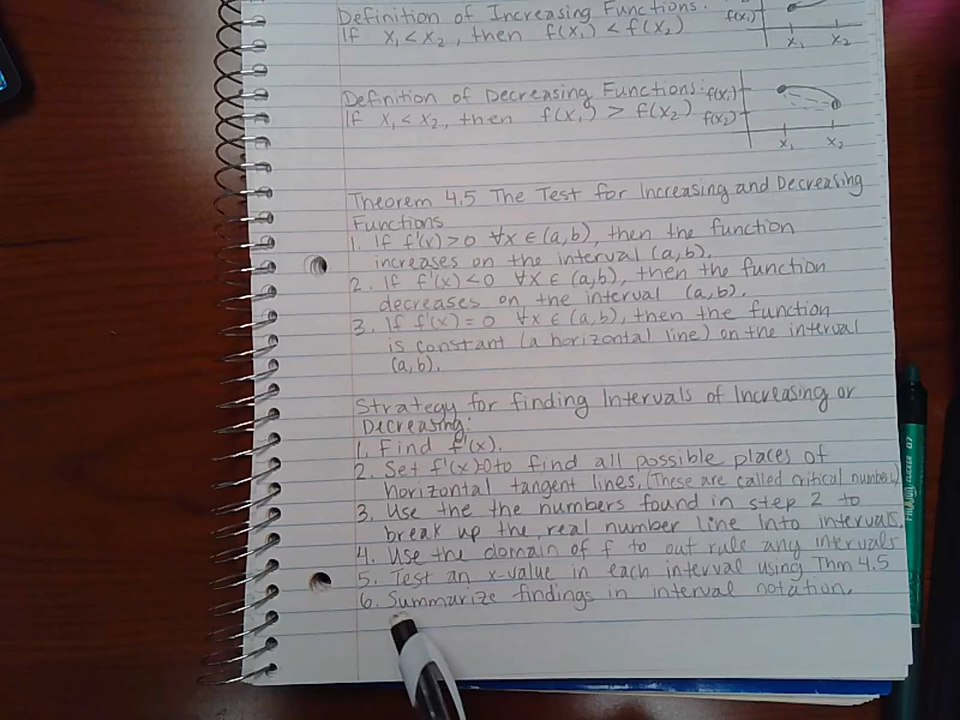 Definition of Increasing Functions:
If x₁ < x₂, then f(x₁) < f(x₂)
f(x₁)
x₁ x₂
Definition of Decreasing Functions:
If x₁ < x₂, then f(x₁) > f(x₂)
f(x₁)
f(x₂)
x₁ x₂
Theorem 4.5 The Test for Increasing and Decreasing
Functions
1. If f'(x) > 0 ∀x ∈ (a,b), then the function
increases on the interval (a,b).
2. If f'(x) < 0 ∀x ∈ (a,b), then the function
decreases on the interval (a,b).
3. If f'(x) = 0 ∀x ∈ (a,b), then the function
is constant (a horizontal line) on the interval
(a,b).
Strategy for finding Intervals of Increasing or
Decreasing:
1. Find f'(x).
2. Set f'(x)=0 to find all possible places of
horizontal tangent lines. (These are called critical numbers)
3. Use the the numbers found in step 2 to
break up the real number line into intervals.
4. Use the domain of f to out rule any intervals
5. Test an x-value in each interval using Thm 4.5
6. Summarize findings in interval notation.